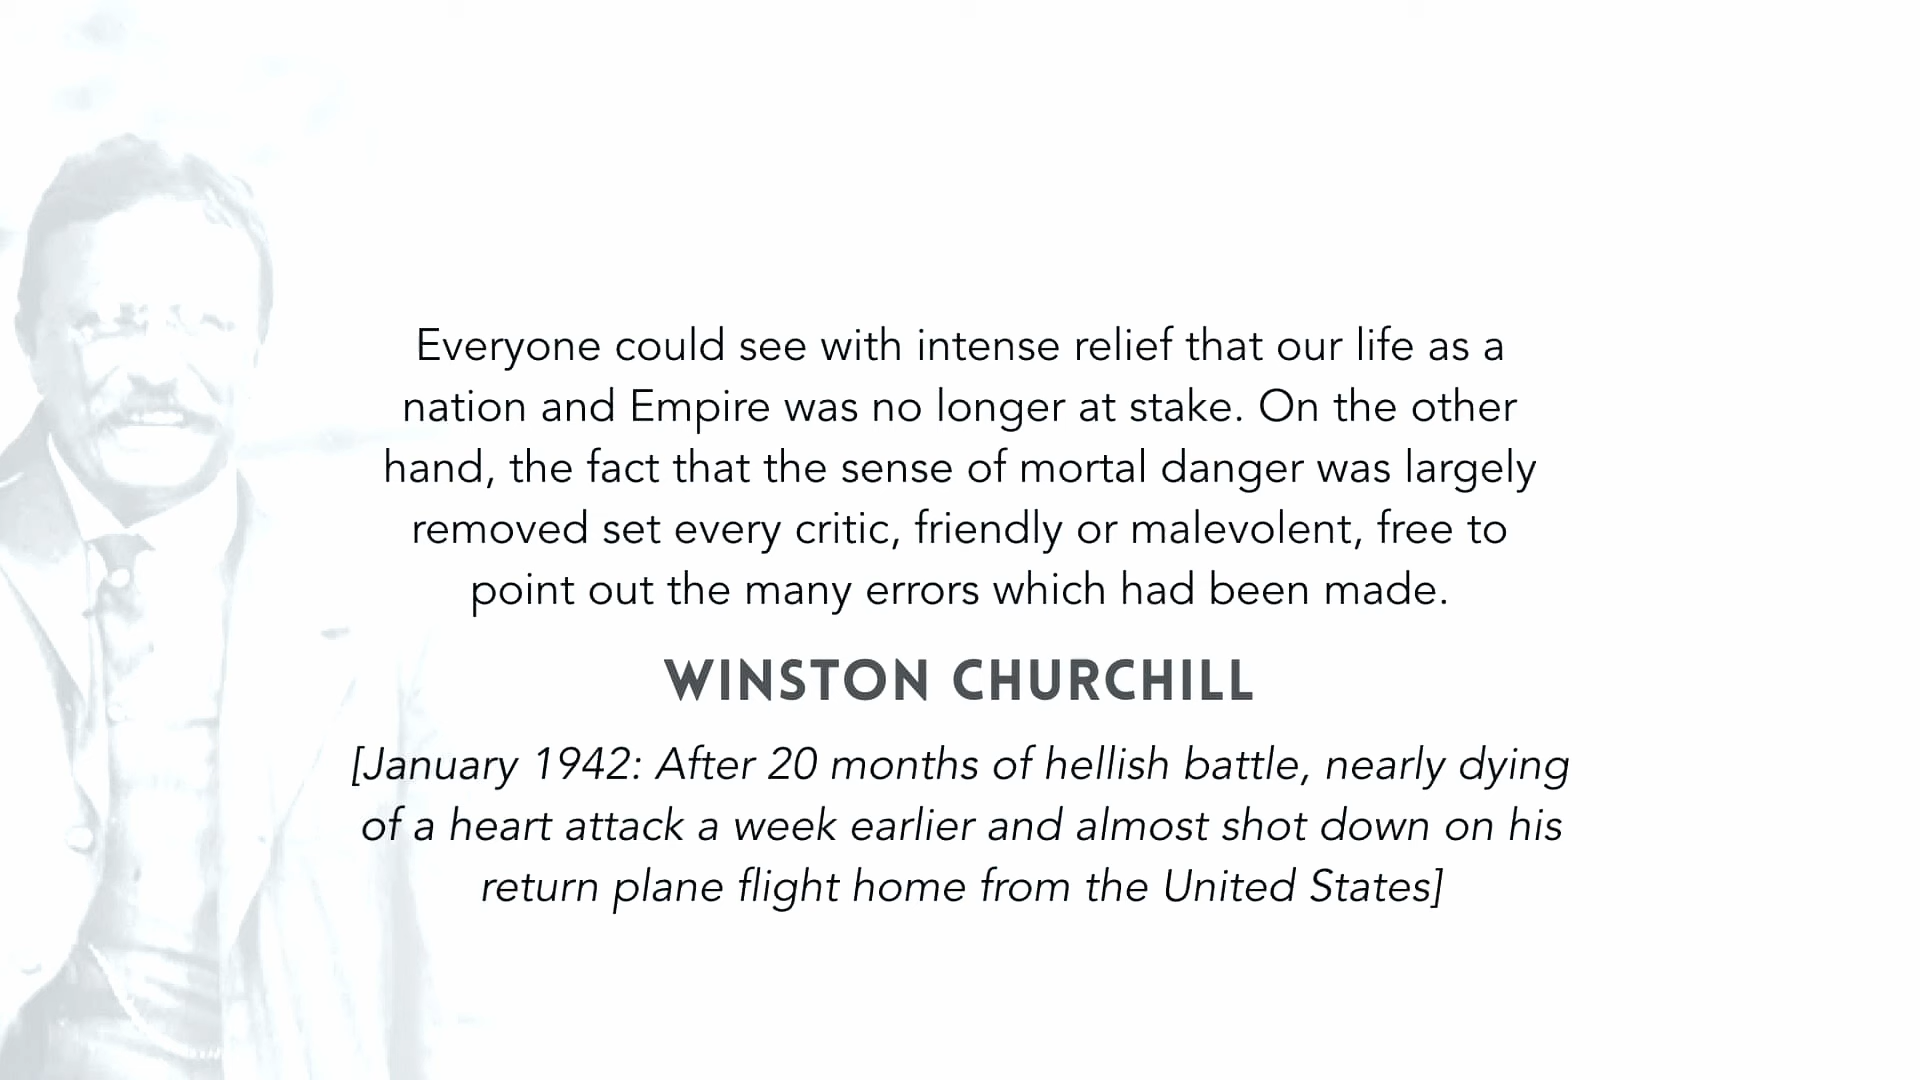 Everyone could see with intense relief that our life as a
nation and Empire was no longer at stake. On the other
hand, the fact that the sense of mortal danger was largely
removed set every critic, friendly or malevolent, free to
point out the many errors which had been made.
WINSTON CHURCHILL
[January 1942: After 20 months of hellish battle, nearly dying
of a heart attack a week earlier and almost shot down on his
return plane flight home from the United States]